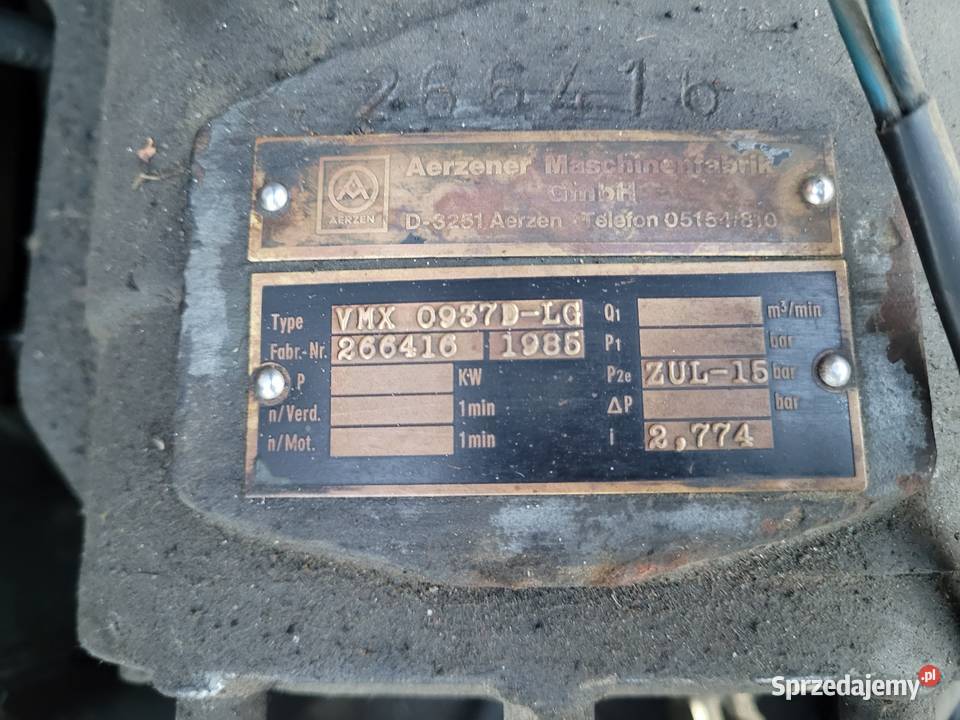 266416
Aerzener Maschinenfabrik
GmbH
AERZEN
D-3251 Aerzen · Telefon 05154/810
Type VMX 0937D-LG Q1 m³/min
Fabr.-Nr. 266416 1985 P1 bar
P KW P2e ZUL-15 bar
n/Verd. 1min ΔP bar
n/Mot. 1min i 2,774
Sprzedajemy.pl